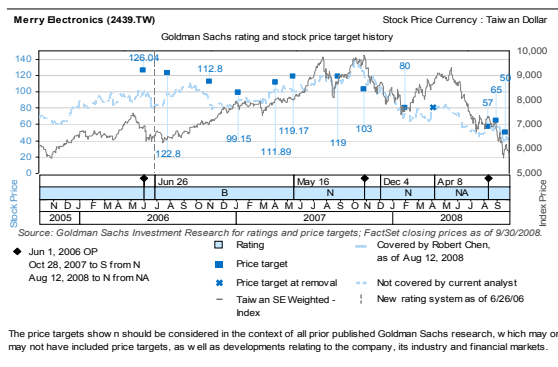 Merry Electronics (2439.TW) Stock Price Currency : Taiwan Dollar
Goldman Sachs rating and stock price target history
140 120 100 80 60 40 20 0
Stock Price
10,000 9,000 8,000 7,000 6,000 5,000
Index Price
126.04 112.8 80 50
65
57
99.15 119.17 103
122.8 111.89 119
Jun 26 May 16 Dec 4 Apr 8
B N N NA
N D J F M A M J J A S O N D J F M A M J J A S O N D J F M A M J J A S
2005 2006 2007 2008
Source: Goldman Sachs Investment Research for ratings and price targets; FactSet closing prices as of 9/30/2008.
Jun 1, 2006 OP
Oct 28, 2007 to S from N
Aug 12, 2008 to N from NA
Rating
Price target
Price target at removal
Taiwan SE Weighted -
Index
Covered by Robert Chen,
as of Aug 12, 2008
Not covered by current analyst
New rating system as of 6/26/06
The price targets shown should be considered in the context of all prior published Goldman Sachs research, which may or
may not have included price targets, as well as developments relating to the company, its industry and financial markets.